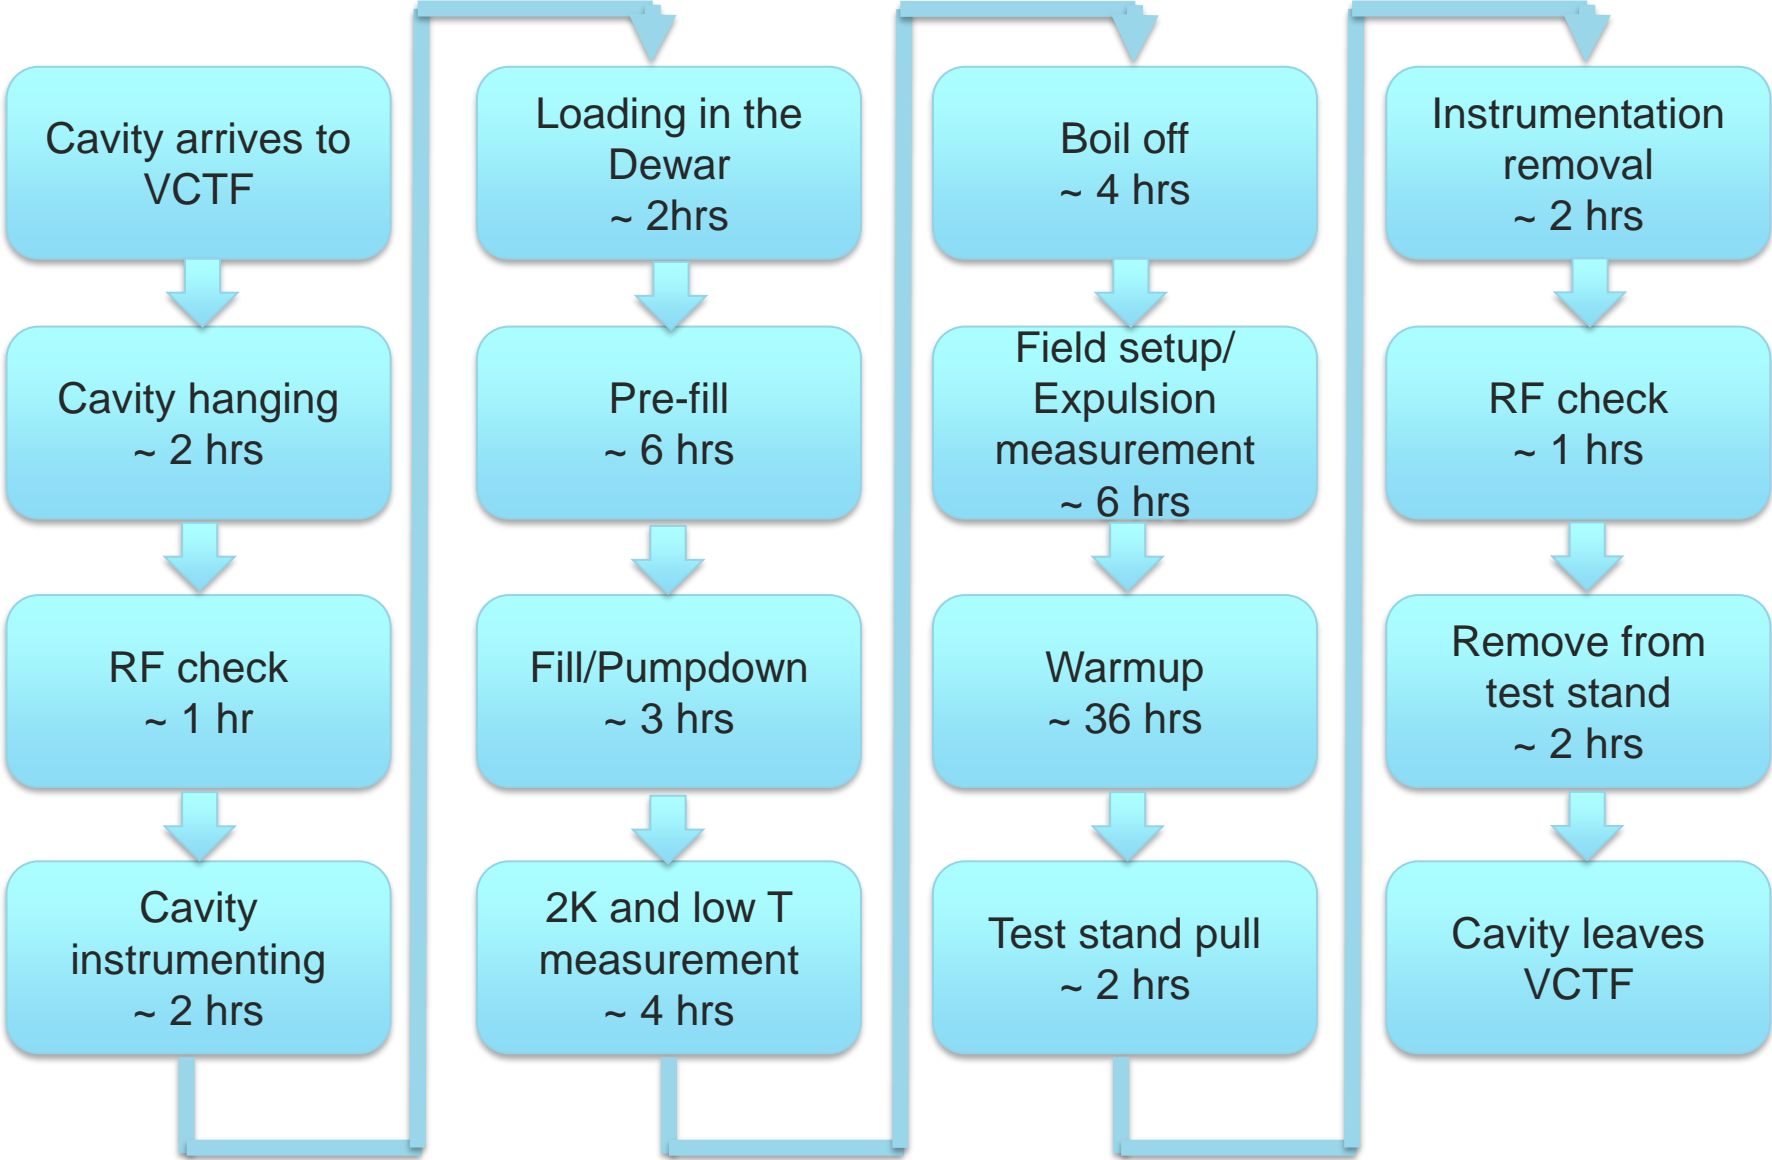 Cavity arrives to
VCTF
Cavity hanging
~ 2 hrs
RF check
~ 1 hr
Cavity
instrumenting
~ 2 hrs
Loading in the
Dewar
~ 2hrs
Pre-fill
~ 6 hrs
Fill/Pumpdown
~ 3 hrs
2K and low T
measurement
~ 4 hrs
Boil off
~ 4 hrs
Field setup/
Expulsion
measurement
~ 6 hrs
Warmup
~ 36 hrs
Test stand pull
~ 2 hrs
Instrumentation
removal
~ 2 hrs
RF check
~ 1 hrs
Remove from
test stand
~ 2 hrs
Cavity leaves
VCTF